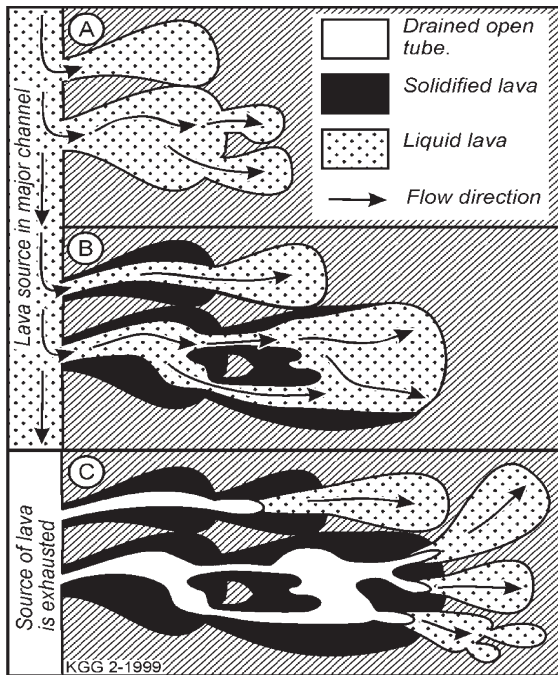 A
Drained open
tube.
Solidified lava
Liquid lava
Flow direction
Lava source in major channel
B
C
Source of lava
is exhausted
KGG 2-1999